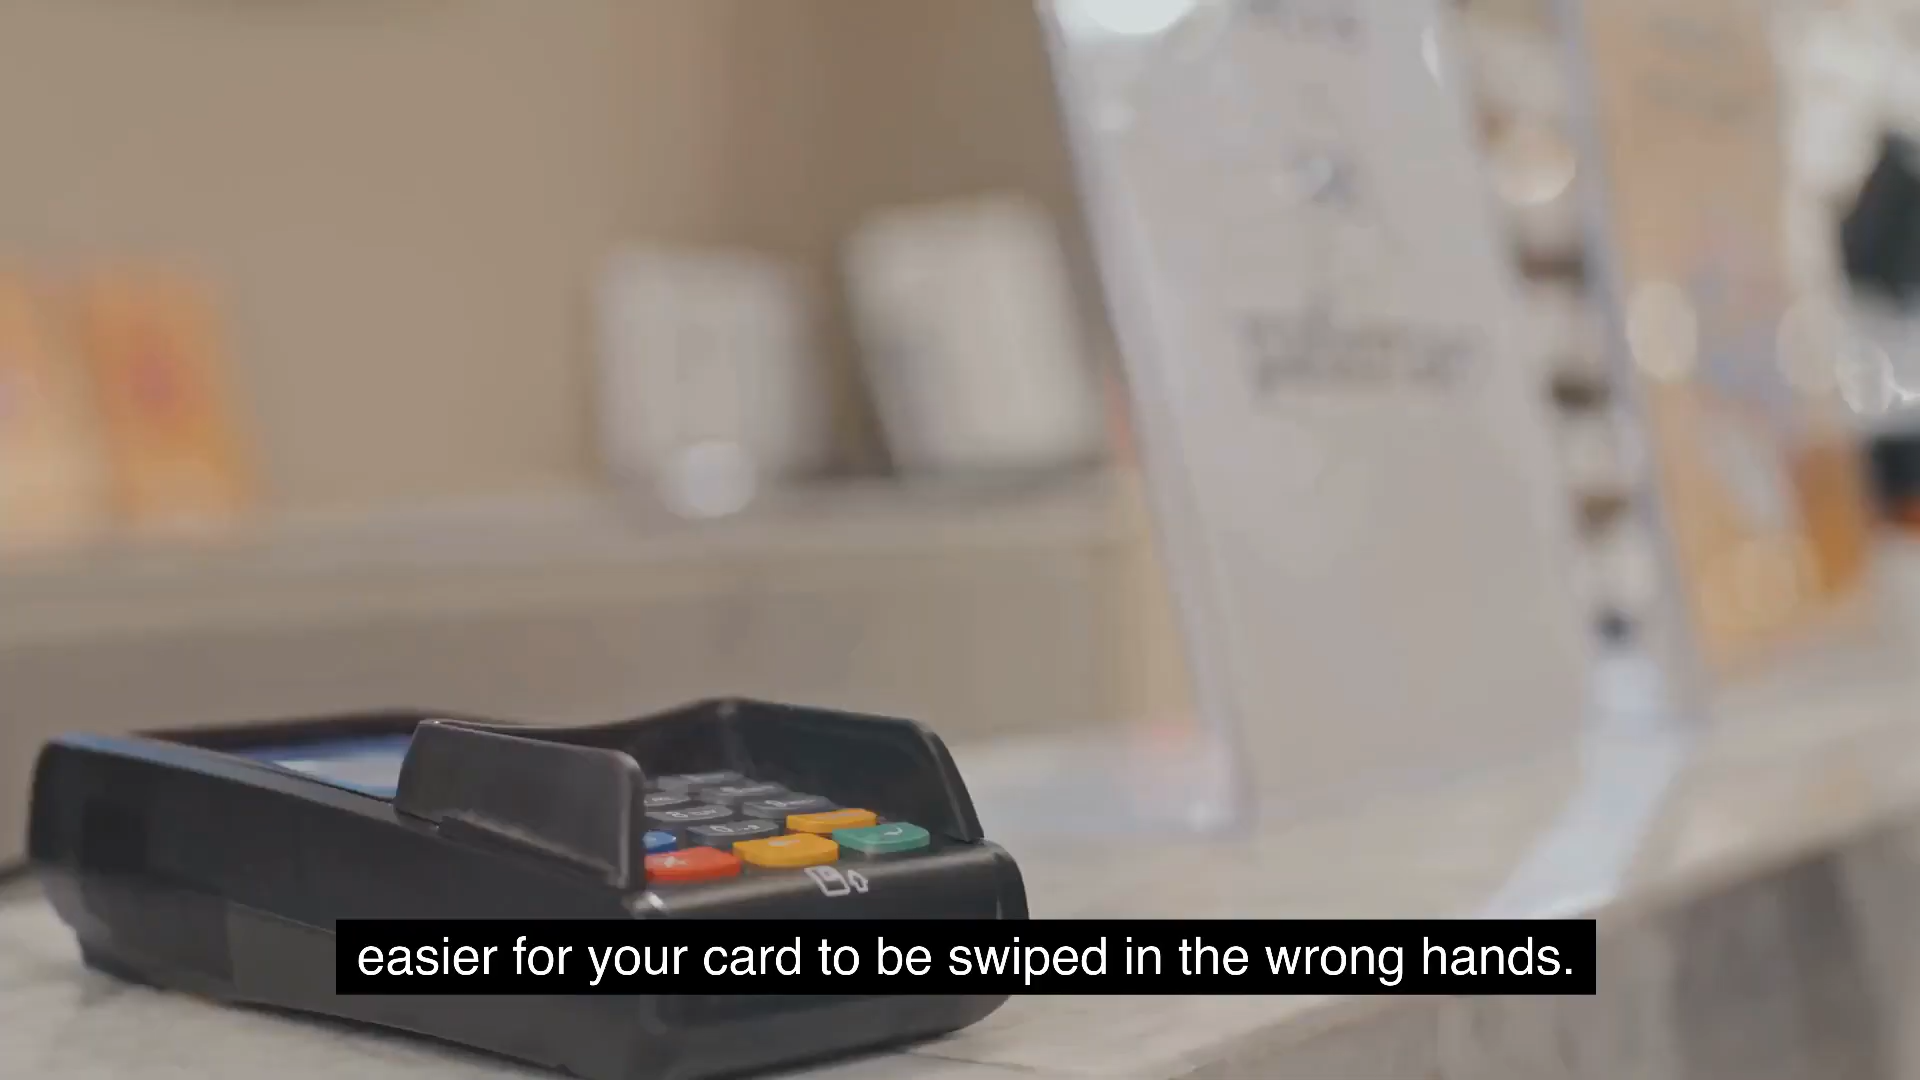 easier for your card to be swiped in the wrong hands.